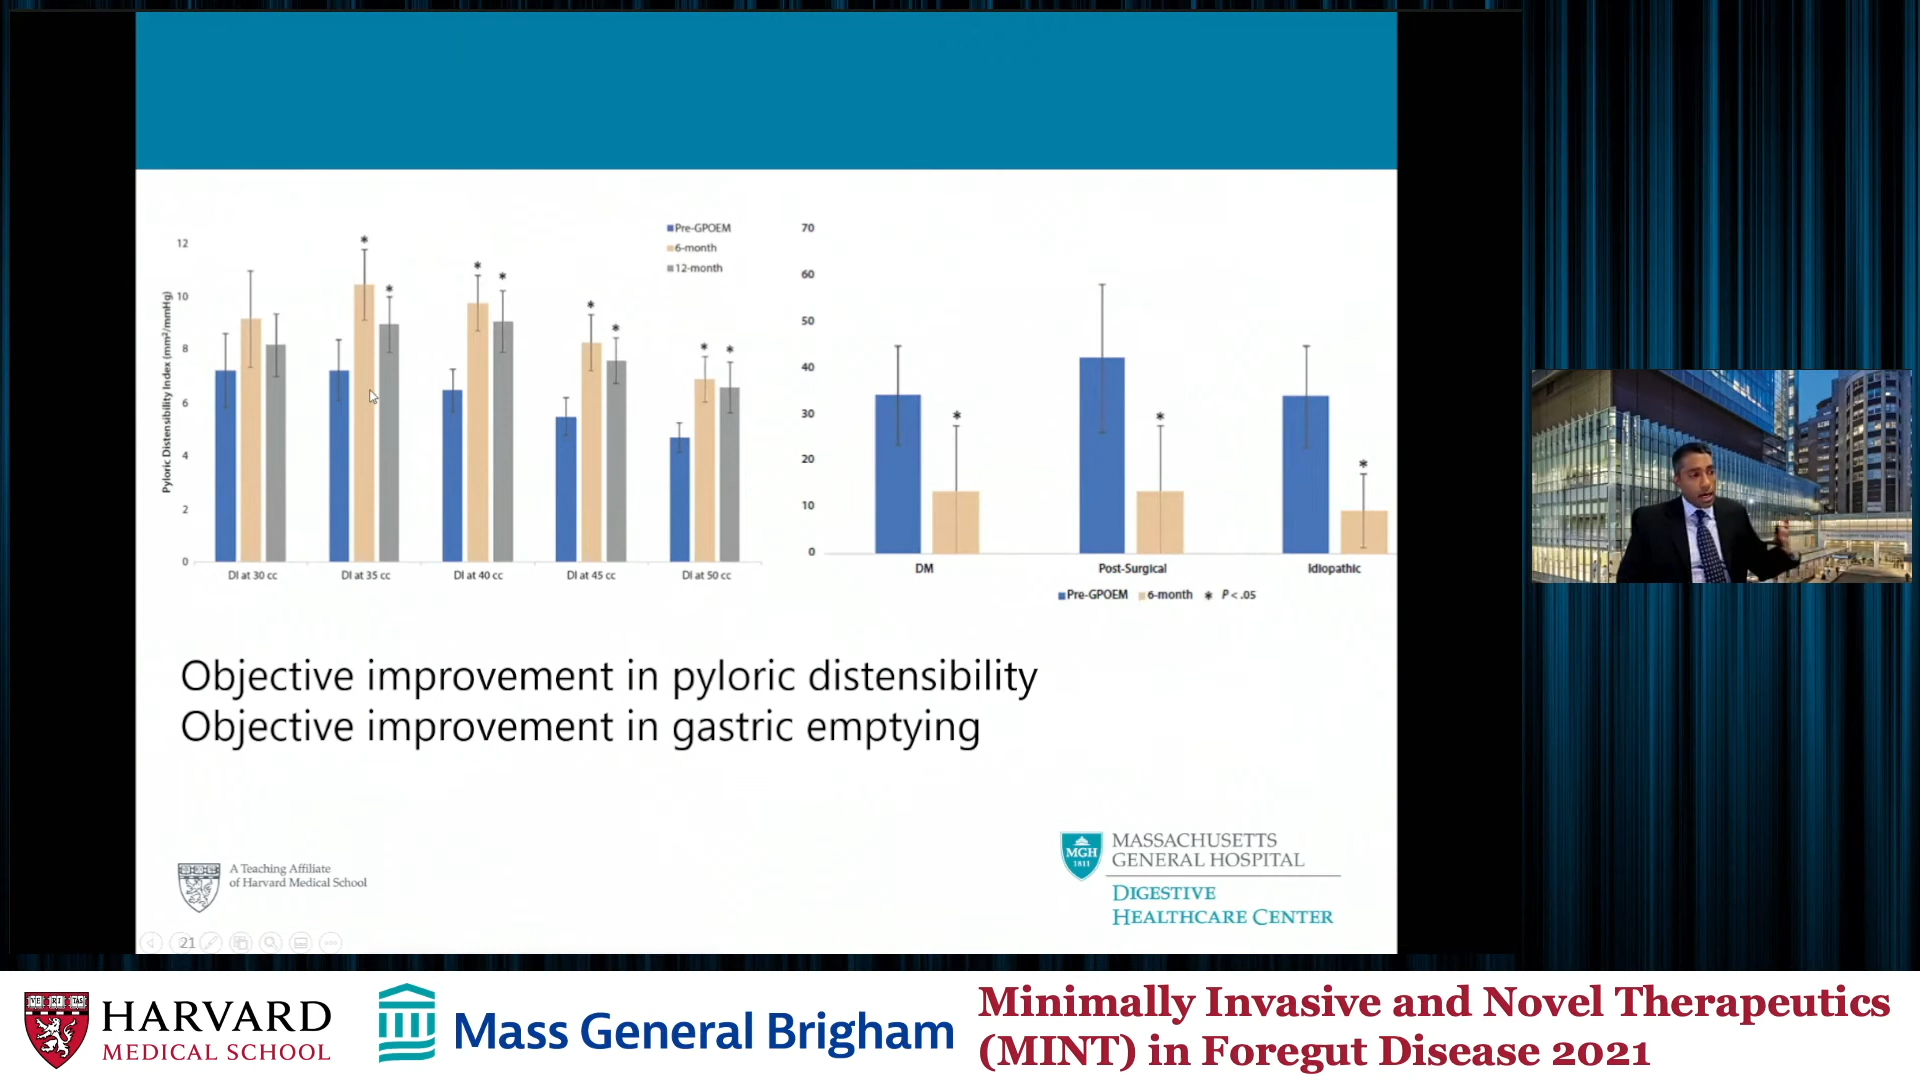 Pre-GPOEM
6-month
12-month
Pyloric Distensibility Index (mm²/mmHg)
12
10
8
6
4
2
0
* * * * * * * *
DI at 30 cc DI at 35 cc DI at 40 cc DI at 45 cc DI at 50 cc
70
60
50
40
30
20
10
0
* * *
DM Post-Surgical Idiopathic
Pre-GPOEM 6-month * P < .05
Objective improvement in pyloric distensibility
Objective improvement in gastric emptying
A Teaching Affiliate
of Harvard Medical School
MGH
1811
MASSACHUSETTS
GENERAL HOSPITAL
DIGESTIVE
HEALTHCARE CENTER
21
VE RI TAS
HARVARD
MEDICAL SCHOOL
Mass General Brigham
Minimally Invasive and Novel Therapeutics
(MINT) in Foregut Disease 2021